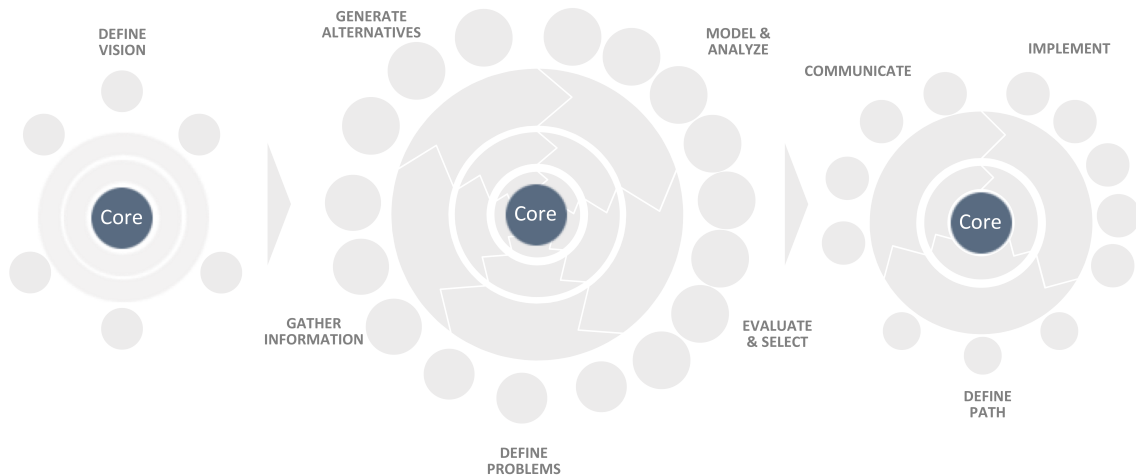 DEFINE
VISION
Core
GENERATE
ALTERNATIVES
MODEL &
ANALYZE
GATHER
INFORMATION
Core
EVALUATE
& SELECT
DEFINE
PROBLEMS
COMMUNICATE
IMPLEMENT
Core
DEFINE
PATH